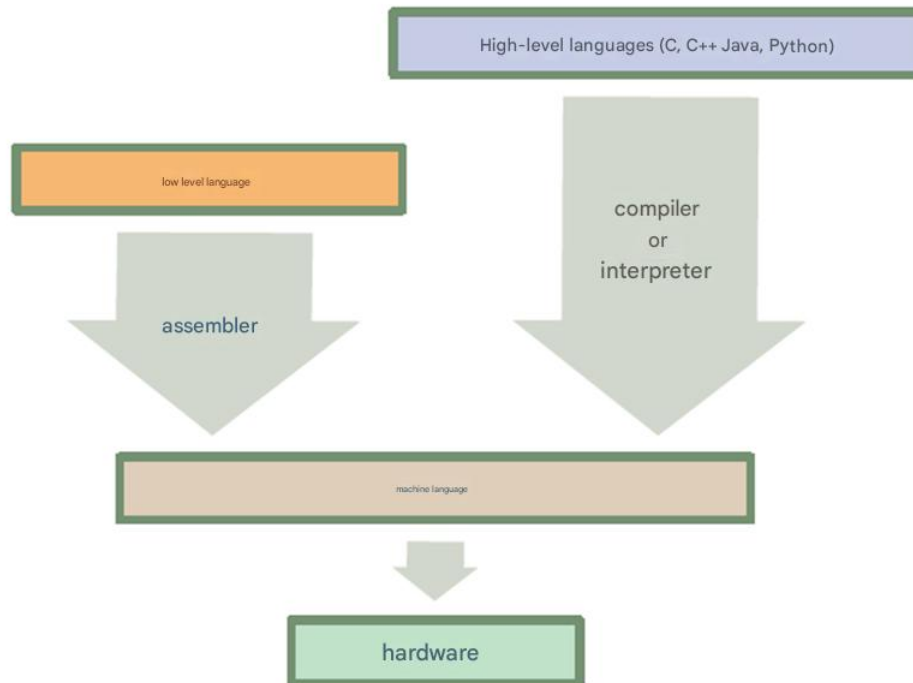 High-level languages (C, C++ Java, Python)
low level language
compiler
or
interpreter
assembler
machine language
hardware